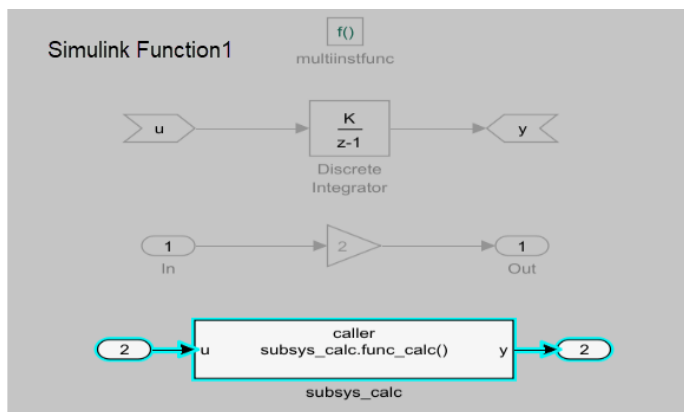 f()
Simulink Function1
multiinstfunc
u
K
z-1
y
Discrete
Integrator
1
2
1
In
Out
caller
2
u
subsys_calc.func_calc()
y
2
subsys_calc